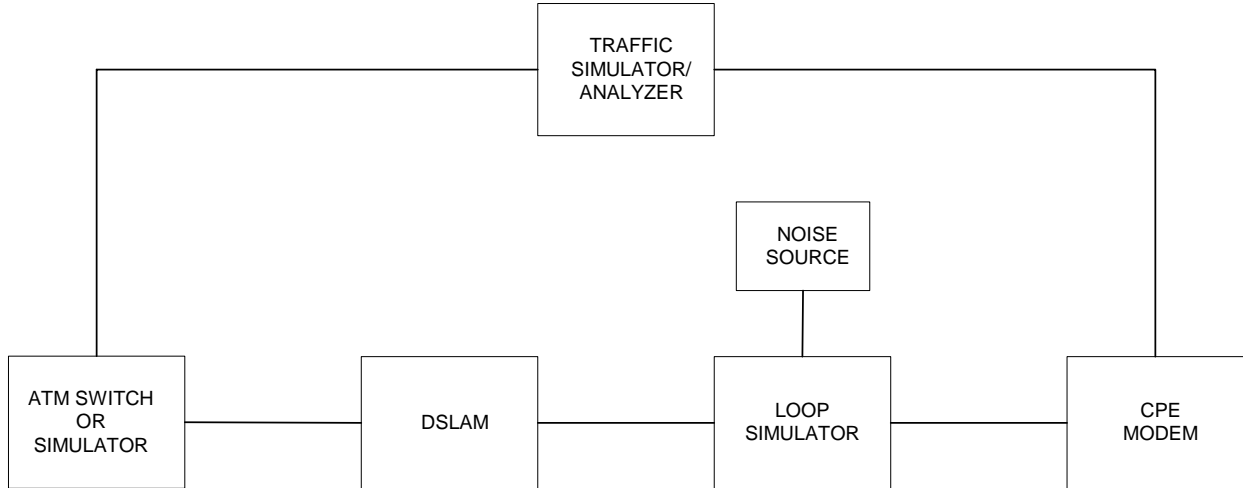 TRAFFIC
SIMULATOR/
ANALYZER
NOISE
SOURCE
ATM SWITCH
OR
SIMULATOR
DSLAM
LOOP
SIMULATOR
CPE
MODEM